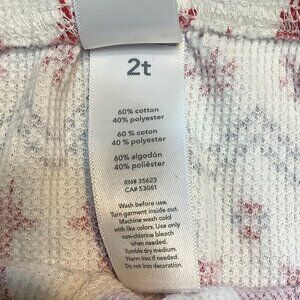 2t
60% cotton
40% polyester
60 % coton
40 % polyester
60% algodón
40% poliéster
RN# 35623
CA# 53061
Wash before use.
Turn garment inside out.
Machine wash cold
with like colors. Use only
non-chlorine bleach
when needed.
Tumble dry medium.
Warm iron if needed.
Do not iron decoration.